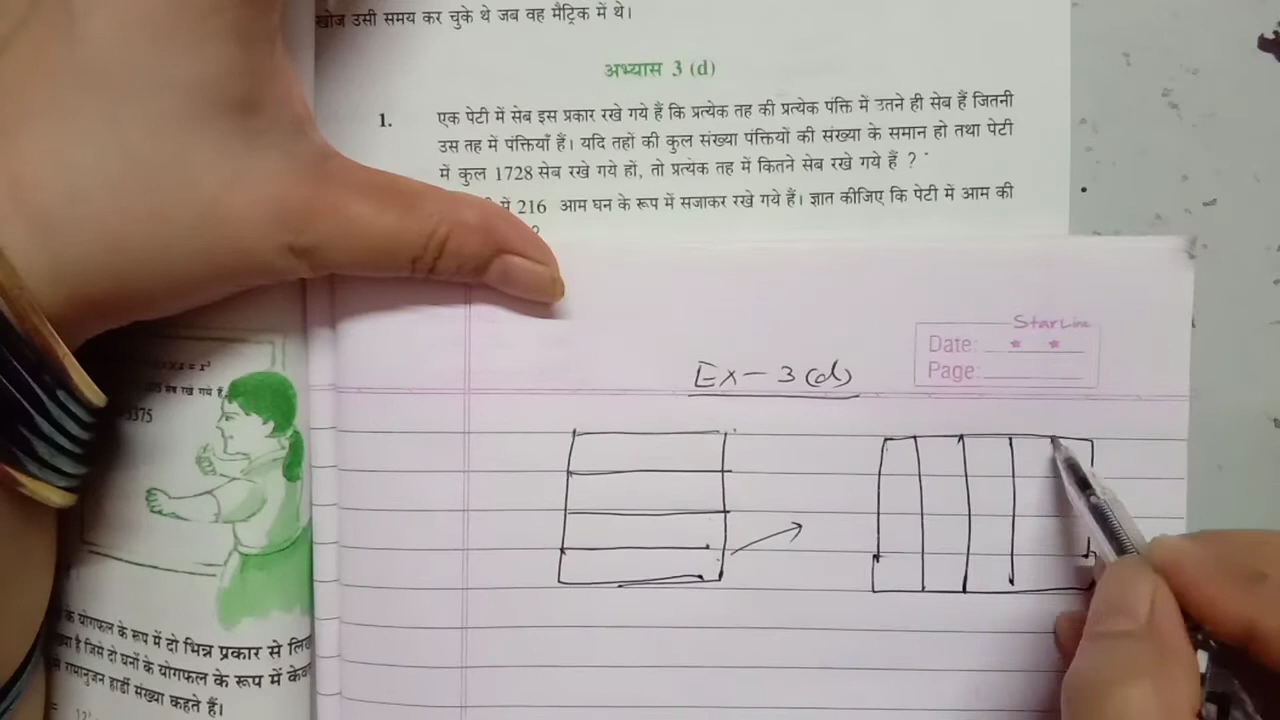 खोज उसी समय कर चुके थे जब वह मैट्रिक में थे।
अभ्यास 3 (d)
1. एक पेटी में सेब इस प्रकार रखे गये हैं कि प्रत्येक तह की प्रत्येक पंक्ति में उतने ही सेब हैं जितनी
उस तह में पंक्तियाँ हैं। यदि तहों की कुल संख्या पंक्तियों की संख्या के समान हो तथा पेटी
में कुल 1728 सेब रखे गये हों, तो प्रत्येक तह में कितने सेब रखे गये हैं ?
में 216 आम घन के रूप में सजाकर रखे गये हैं। ज्ञात कीजिए कि पेटी में आम की
?
StarLine
Date:
Page:
Ex - 3 (d)
सेब रखे गये हैं
3375
के योगफल के रूप में दो भिन्न प्रकार से
है जिसे दो घनों के योगफल के रूप में
रामानुजन हार्डी संख्या कहते हैं।